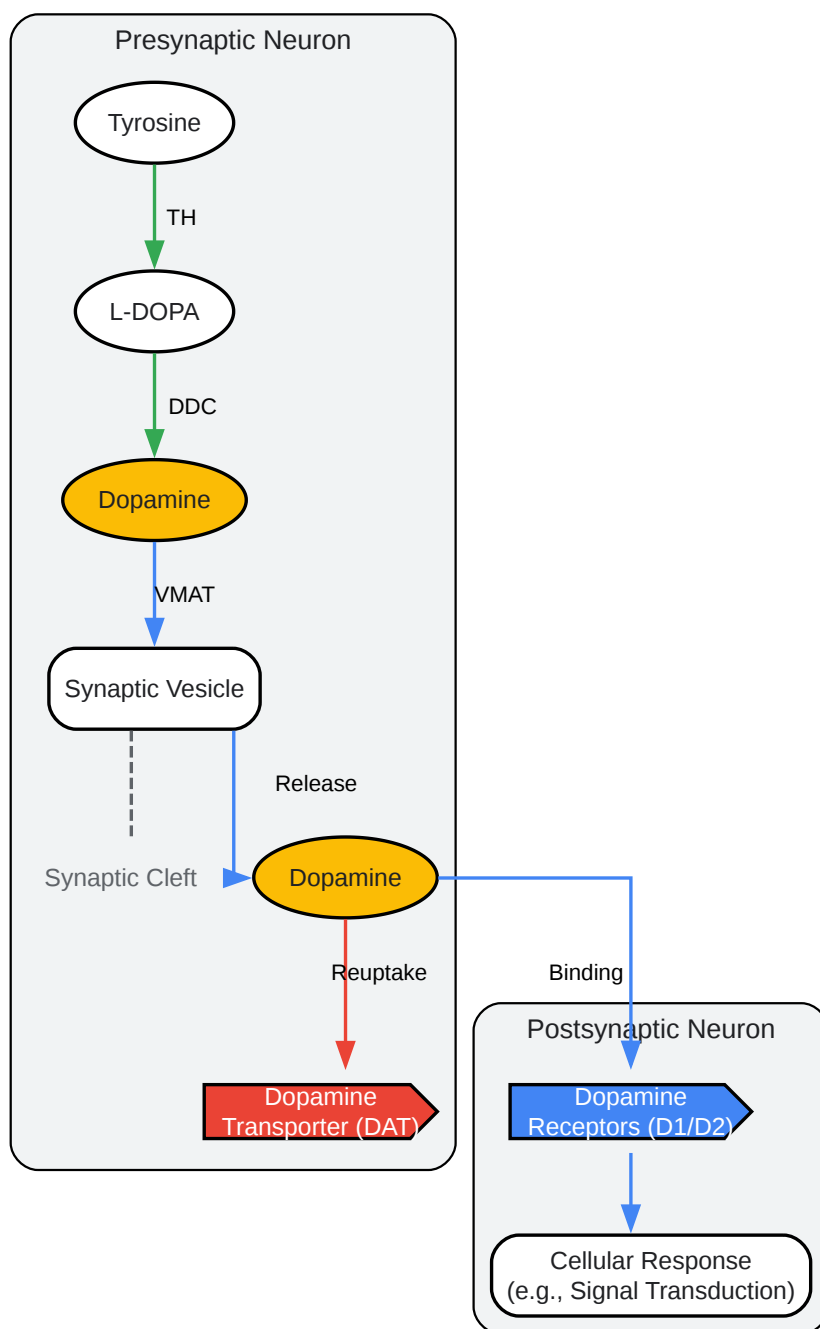 Presynaptic Neuron
Tyrosine
TH
L-DOPA
DDC
Dopamine
VMAT
Synaptic Vesicle
Release
Synaptic Cleft
Dopamine
Reuptake
Binding
Postsynaptic Neuron
Dopamine
Transporter (DAT)
Dopamine
Receptors (D1/D2)
Cellular Response
(e.g., Signal Transduction)